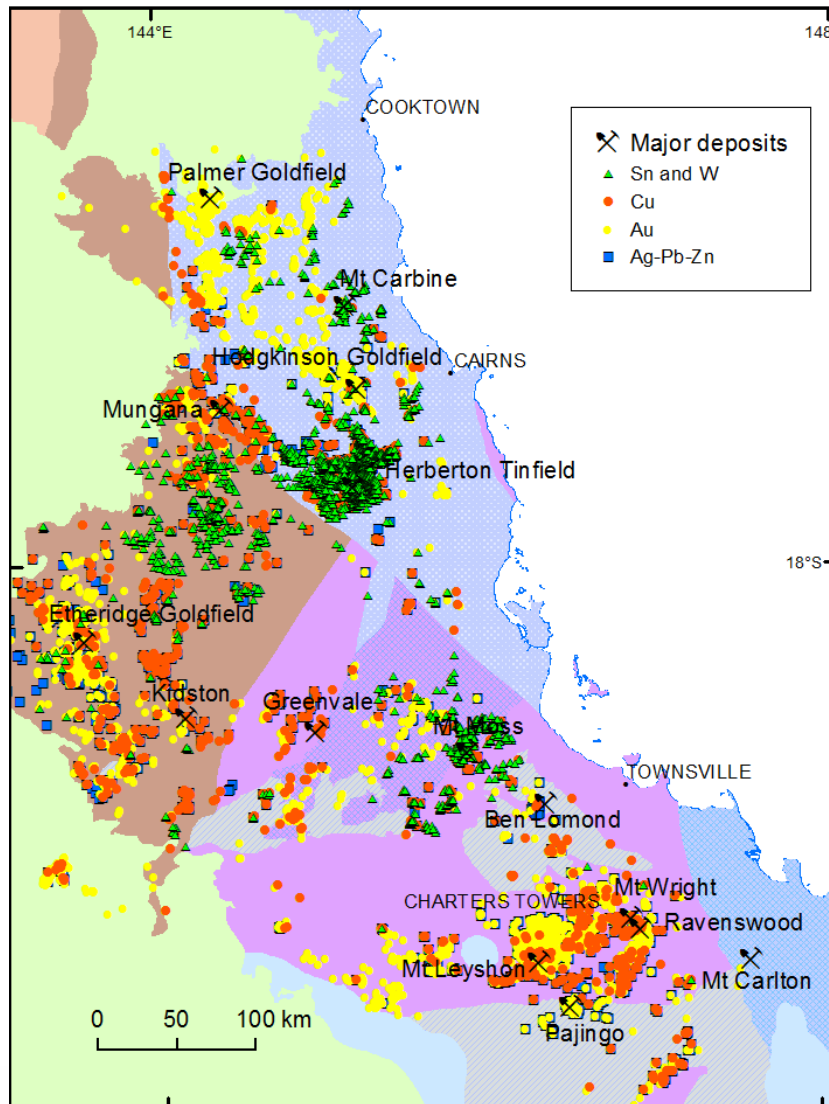 144°E
148
COOKTOWN
Major deposits
Sn and W
Cu
Au
Ag-Pb-Zn
Palmer Goldfield
Mt Carbine
Hodgkinson Goldfield
CAIRNS
Mungana
Herberton Tinfield
18°S
Etheridge Goldfield
Kidston
Greenvale
Mt Moss
TOWNSVILLE
Ben Lomond
Mt Wright
CHARTERS TOWERS
Ravenswood
Mt Leyshon
Mt Carlton
Pajingo
0 50 100 km